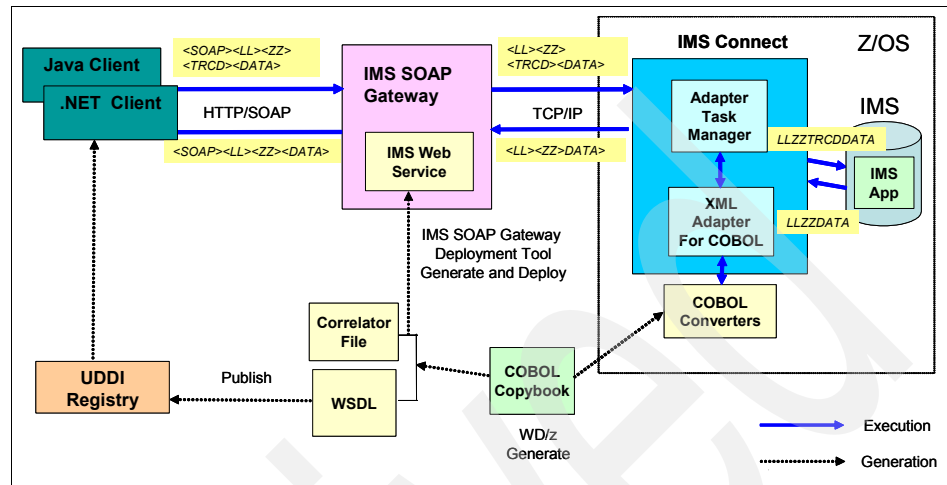 <SOAP><LL><ZZ>
<TRCD><DATA>
<LL><ZZ>
<TRCD><DATA>
IMS Connect
Z/OS
Java Client
.NET Client
IMS SOAP
Gateway
HTTP/SOAP
TCP/IP
Adapter
Task
Manager
IMS
LLZZTRCDDATA
<SOAP><LL><ZZ><DATA>
IMS Web
Service
<LL><ZZ>DATA>
IMS
App
XML
Adapter
For COBOL
LLZZDATA
IMS SOAP Gateway
Deployment Tool
Generate and Deploy
COBOL
Converters
Correlator
File
UDDI
Registry
Publish
WSDL
COBOL
Copybook
WD/z
Generate
Execution
Generation